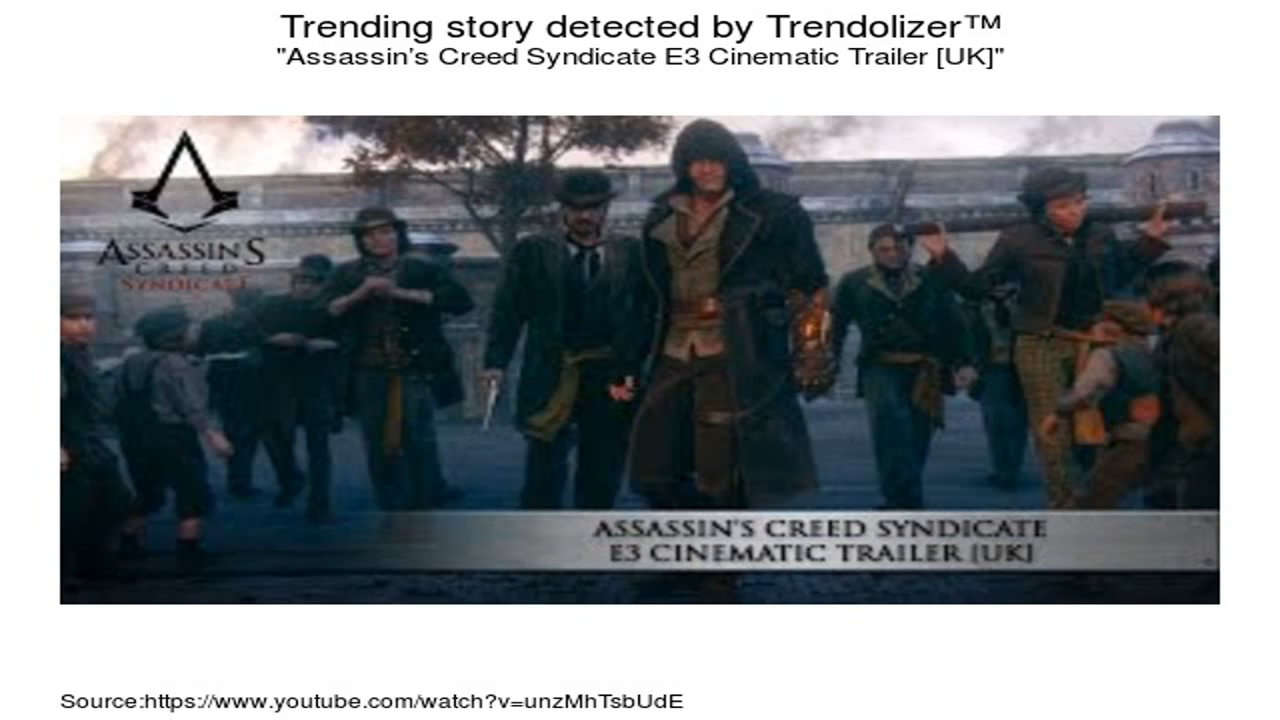 Trending story detected by Trendolizer™
"Assassin's Creed Syndicate E3 Cinematic Trailer [UK]"
ASSASSIN'S
CREED
SYNDICATE
ASSASSIN'S CREED SYNDICATE
E3 CINEMATIC TRAILER [UK]
Source:https://www.youtube.com/watch?v=unzMhTsbUdE